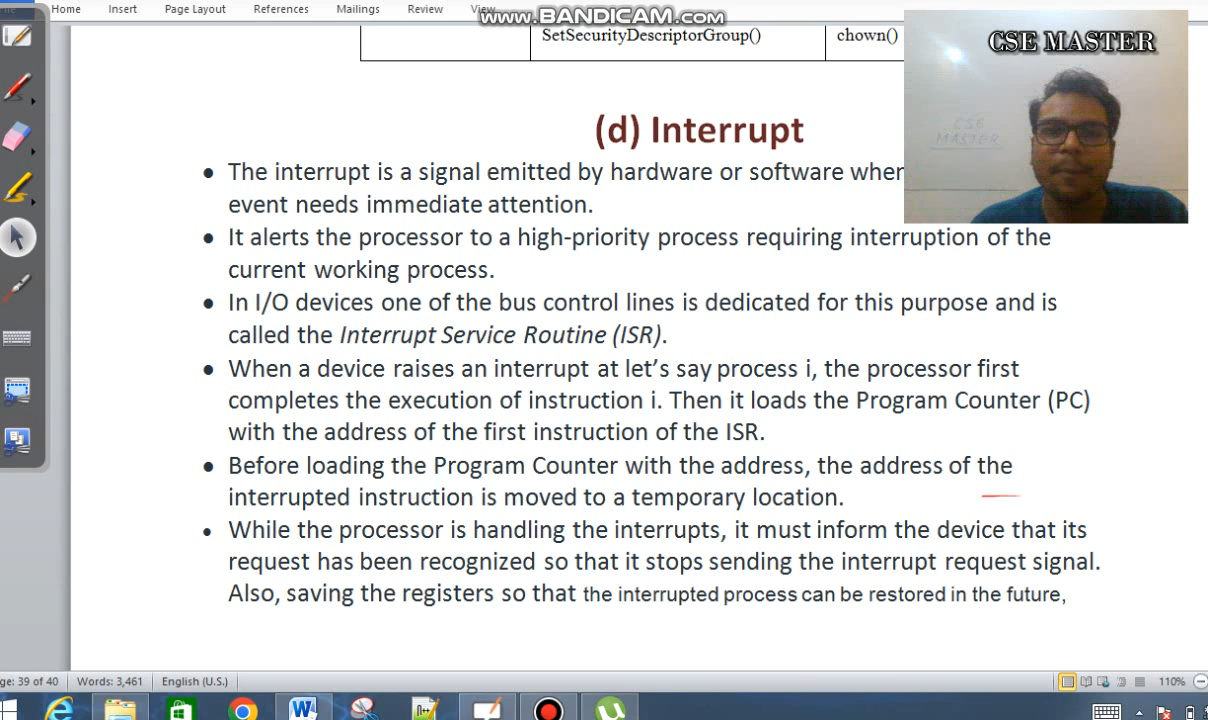 Home Insert Page Layout References Mailings Review View
www.BANDICAM.com
SetSecurityDescriptorGroup() chown()
CSE MASTER
CSE
MASTER
(d) Interrupt
• The interrupt is a signal emitted by hardware or software when
event needs immediate attention.
• It alerts the processor to a high-priority process requiring interruption of the
current working process.
• In I/O devices one of the bus control lines is dedicated for this purpose and is
called the Interrupt Service Routine (ISR).
• When a device raises an interrupt at let’s say process i, the processor first
completes the execution of instruction i. Then it loads the Program Counter (PC)
with the address of the first instruction of the ISR.
• Before loading the Program Counter with the address, the address of the
interrupted instruction is moved to a temporary location.
• While the processor is handling the interrupts, it must inform the device that its
request has been recognized so that it stops sending the interrupt request signal.
Also, saving the registers so that the interrupted process can be restored in the future,
age: 39 of 40 Words: 3,461 English (U.S.) 110%